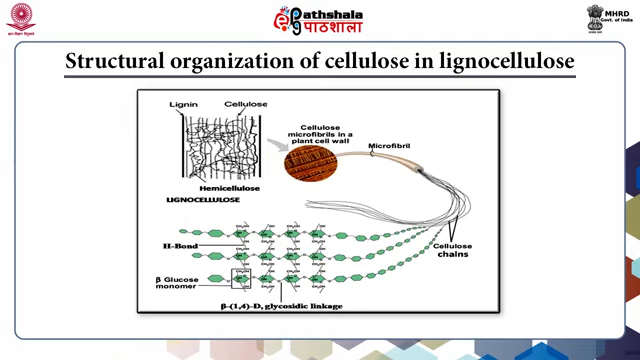 Pathshala
पाठशाला
MHRD
Govt. of India
Structural organization of cellulose in lignocellulose
Lignin
Cellulose
Cellulose
microfibrils in a
plant cell wall
Microfibril
Hemicellulose
LIGNOCELLULOSE
H-Bond
Cellulose
chains
β Glucose
monomer
β-(1,4)-D, glycosidic linkage